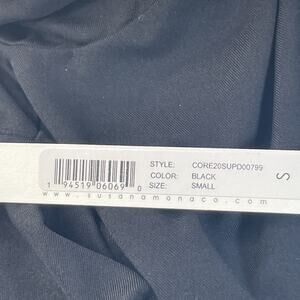 STYLE: CORE20SUPD00799
COLOR: BLACK
SIZE: SMALL
S
1 94519 06069 0
www.susanamonaco.com